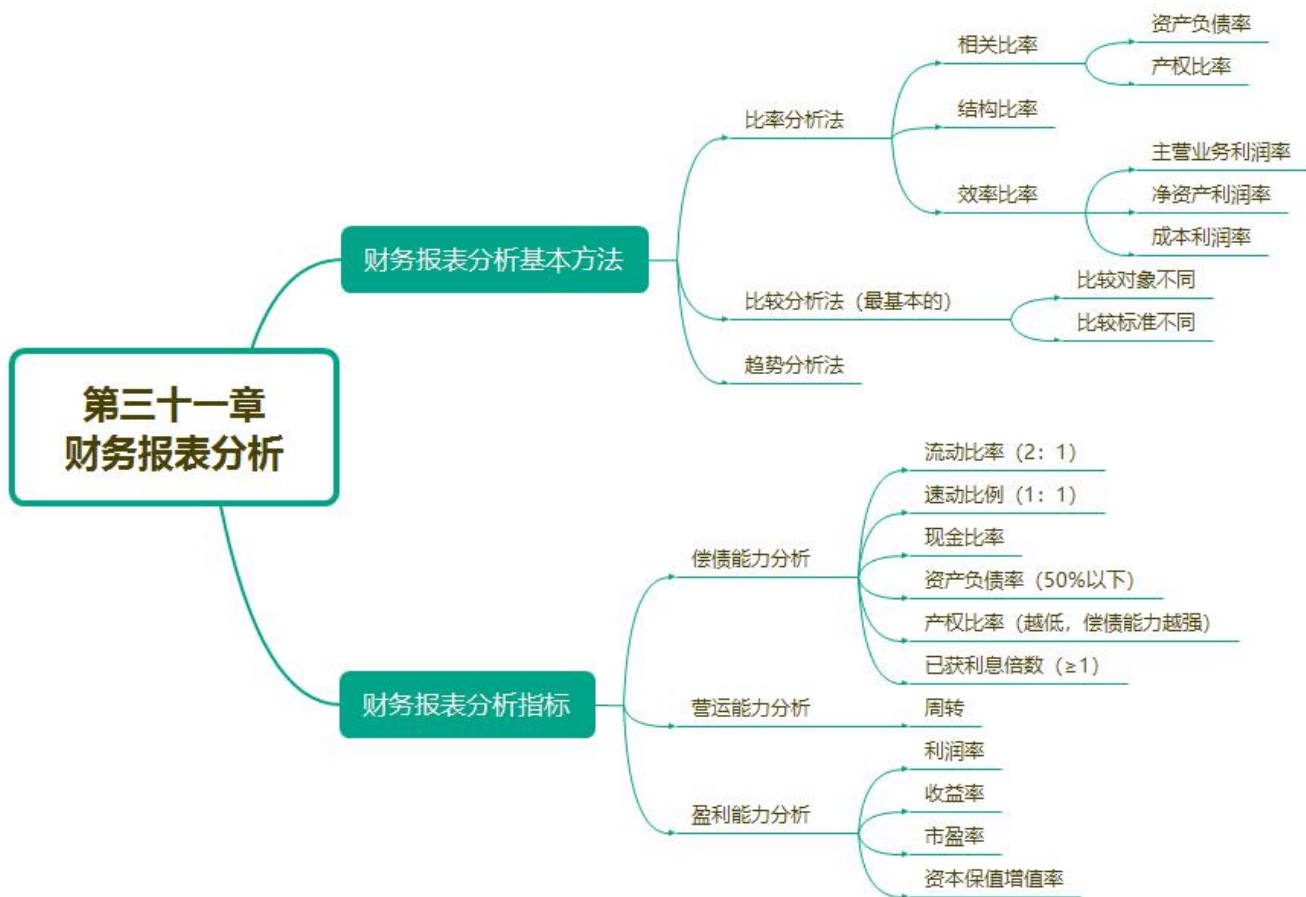 第三十一章
财务报表分析
财务报表分析基本方法
比率分析法
相关比率
资产负债率
产权比率
结构比率
效率比率
主营业务利润率
净资产利润率
成本利润率
比较分析法（最基本的）
比较对象不同
比较标准不同
趋势分析法
财务报表分析指标
偿债能力分析
流动比率（2：1）
速动比例（1：1）
现金比率
资产负债率（50%以下）
产权比率（越低，偿债能力越强）
已获利息倍数（≥1）
营运能力分析
周转
盈利能力分析
利润率
收益率
市盈率
资本保值增值率